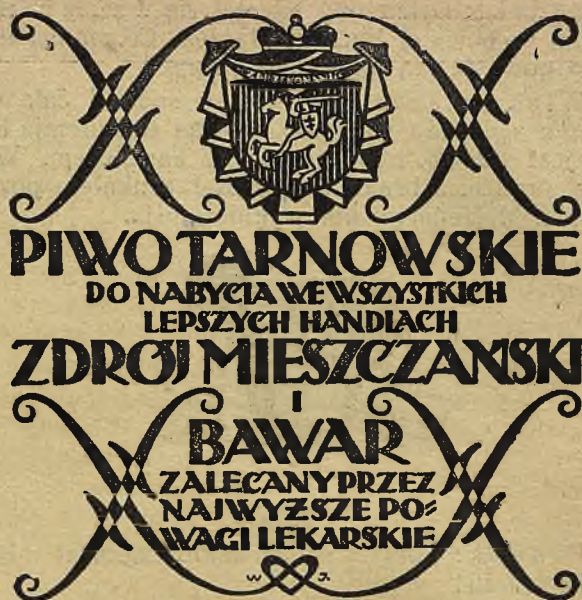 PIWO TARNOWSKIE
DO NABYCIA WE WSZYSTKICH
LEPSZYCH HANDLACH
ZDRÓJ MIESZCZAŃSKI
I
BAWAR
ZALECANY PRZEZ
NAJWYŻSZE PO=
WAGI LEKARSKIE
W J.